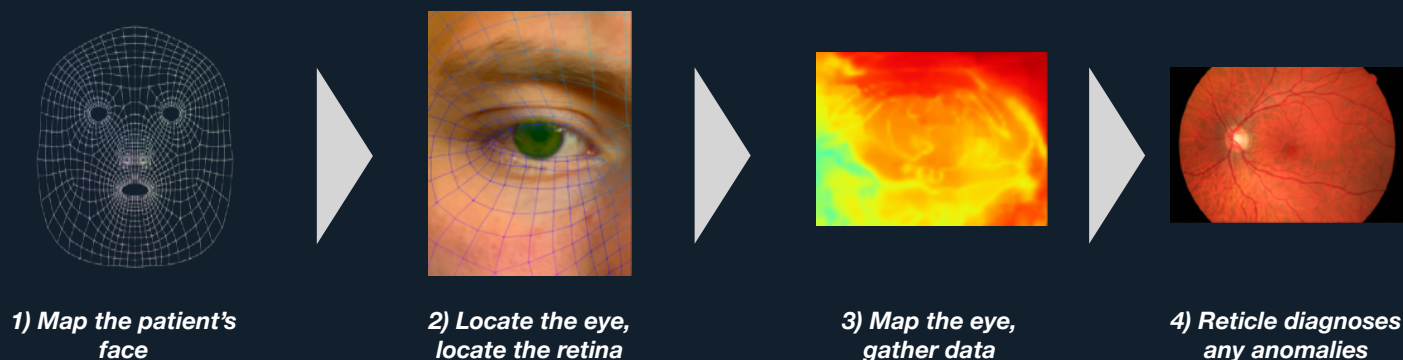 1) Map the patient’s
face
2) Locate the eye,
locate the retina
3) Map the eye,
gather data
4) Reticle diagnoses
any anomalies